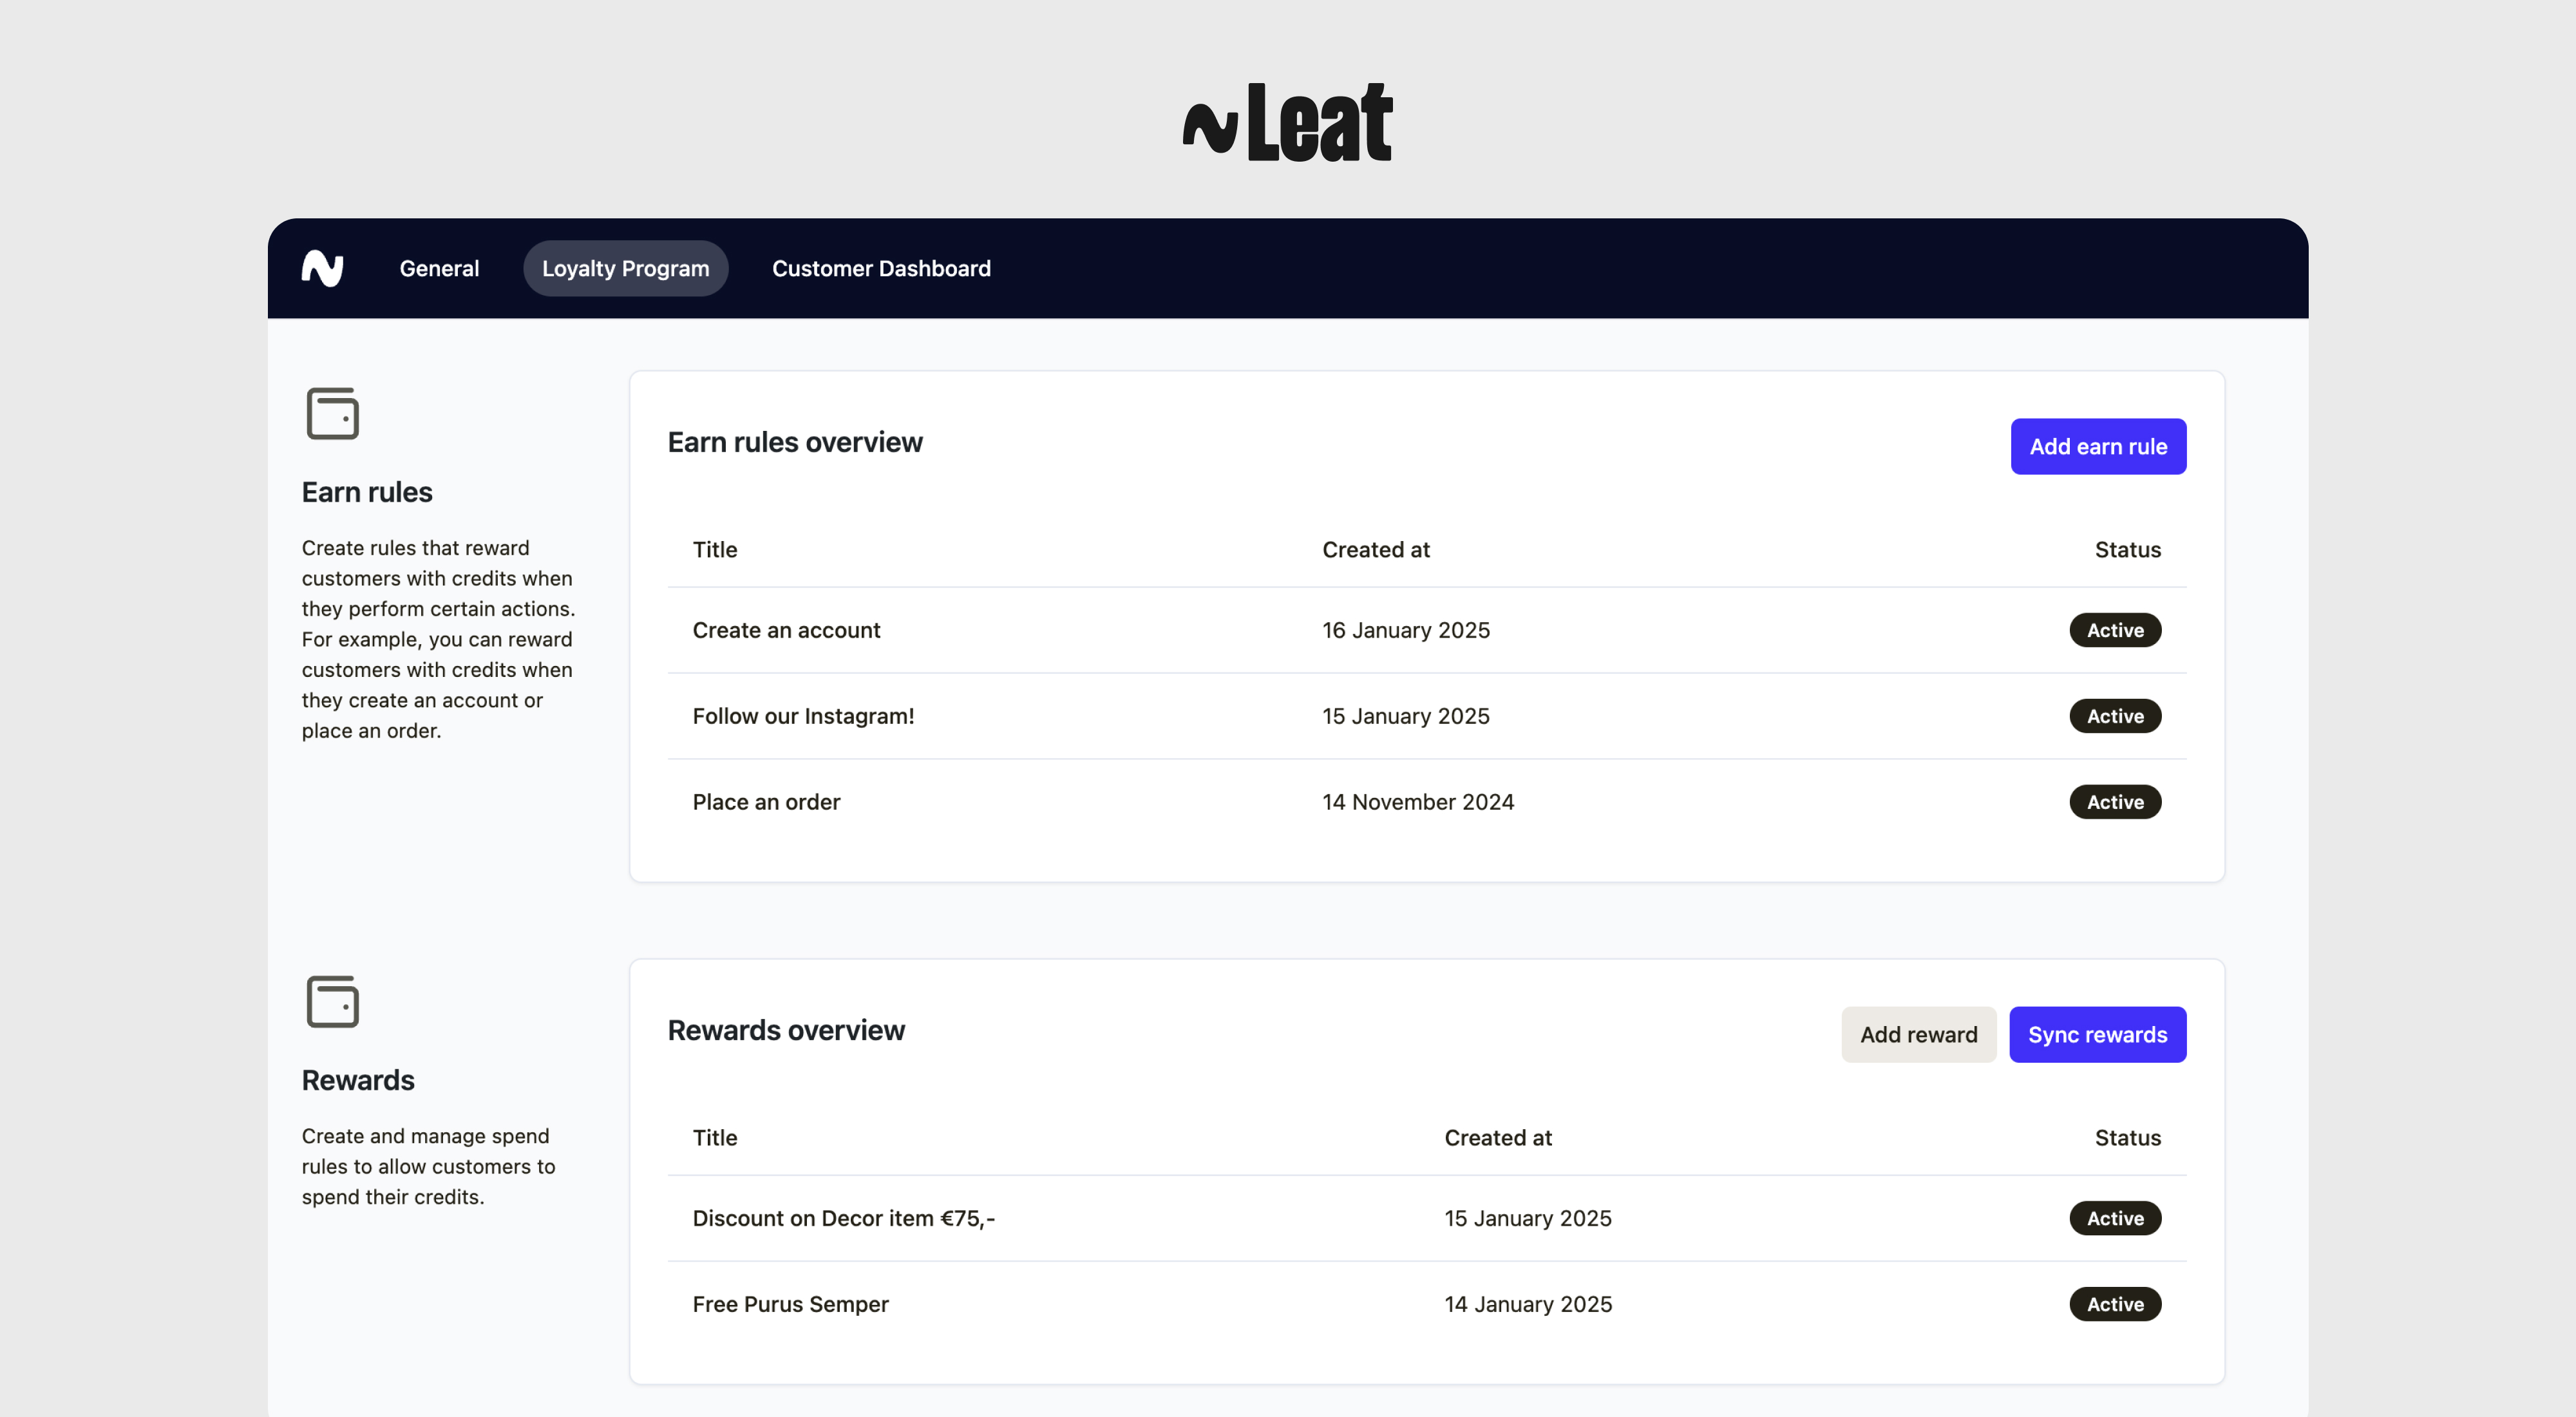 Leat
General Loyalty Program Customer Dashboard
Earn rules
Create rules that reward
customers with credits when
they perform certain actions.
For example, you can reward
customers with credits when
they create an account or
place an order.
Earn rules overview Add earn rule
Title Created at Status
Create an account 16 January 2025 Active
Follow our Instagram! 15 January 2025 Active
Place an order 14 November 2024 Active
Rewards
Create and manage spend
rules to allow customers to
spend their credits.
Rewards overview Add reward Sync rewards
Title Created at Status
Discount on Decor item €75,- 15 January 2025 Active
Free Purus Semper 14 January 2025 Active